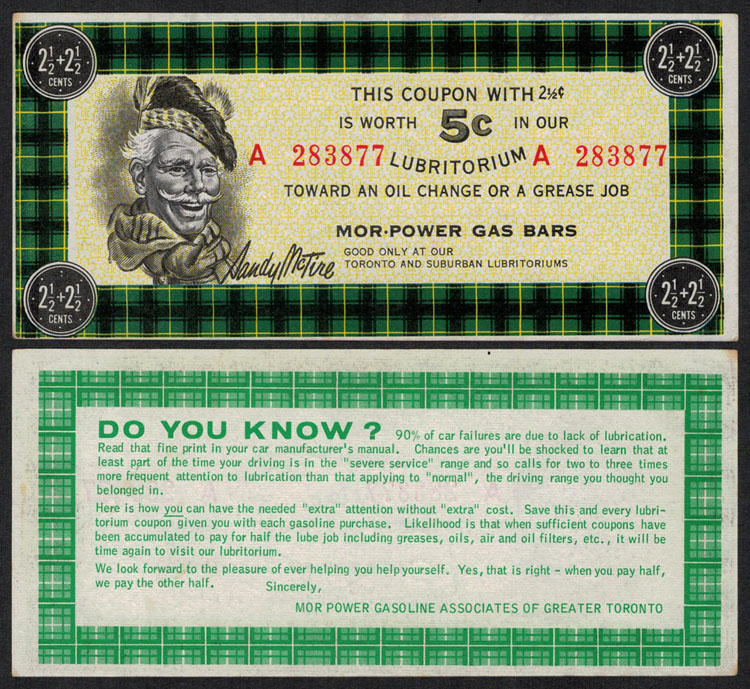 2½+2½
CENTS
2½+2½
CENTS
THIS COUPON WITH 2½¢
IS WORTH 5¢ IN OUR
A 283877 LUBRITORIUM A 283877
TOWARD AN OIL CHANGE OR A GREASE JOB
MOR-POWER GAS BARS
Sandy McTire
GOOD ONLY AT OUR
TORONTO AND SUBURBAN LUBRITORIUMS
2½+2½
CENTS
2½+2½
CENTS
DO YOU KNOW? 90% of car failures are due to lack of lubrication.
Read that fine print in your car manufacturer's manual. Chances are you'll be shocked to learn that at
least part of the time your driving is in the "severe service" range and so calls for two to three times
more frequent attention to lubrication than that applying to "normal", the driving range you thought you
belonged in.
Here is how you can have the needed "extra" attention without "extra" cost. Save this and every lubri-
torium coupon given you with each gasoline purchase. Likelihood is that when sufficient coupons have
been accumulated to pay for half the lube job including greases, oils, air and oil filters, etc., it will be
time again to visit our lubritorium.
We look forward to the pleasure of ever helping you help yourself. Yes, that is right - when you pay half,
we pay the other half. Sincerely,
MOR POWER GASOLINE ASSOCIATES OF GREATER TORONTO